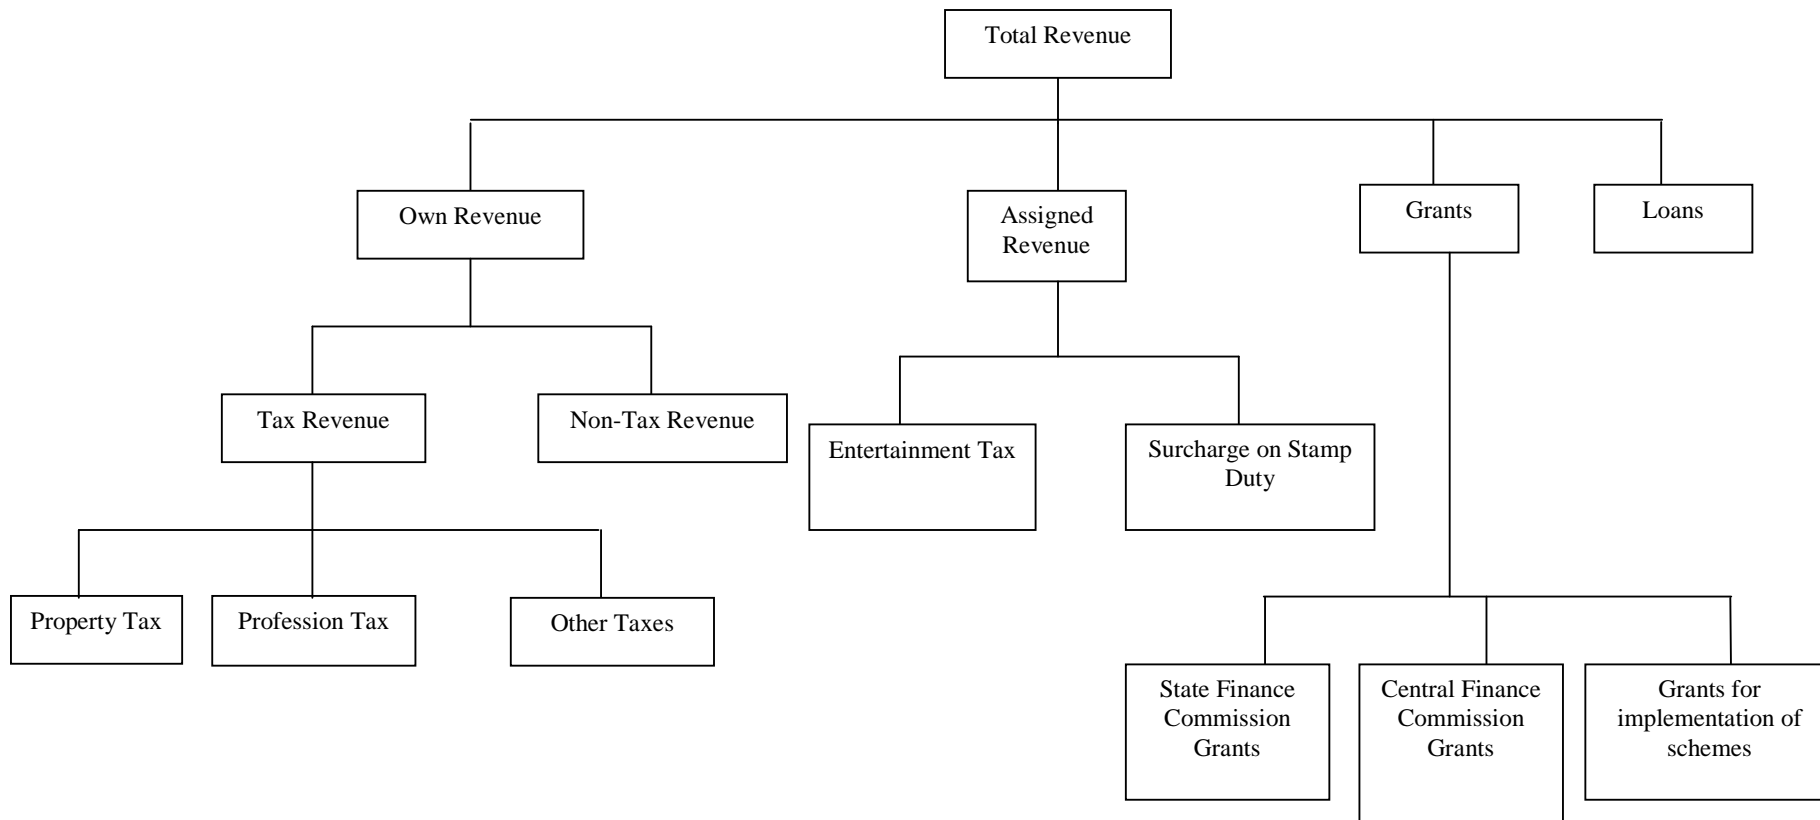 Total Revenue
Own Revenue
Assigned
Revenue
Grants
Loans
Tax Revenue
Non-Tax Revenue
Entertainment Tax
Surcharge on Stamp
Duty
Property Tax
Profession Tax
Other Taxes
State Finance
Commission
Grants
Central Finance
Commission
Grants
Grants for
implementation of
schemes